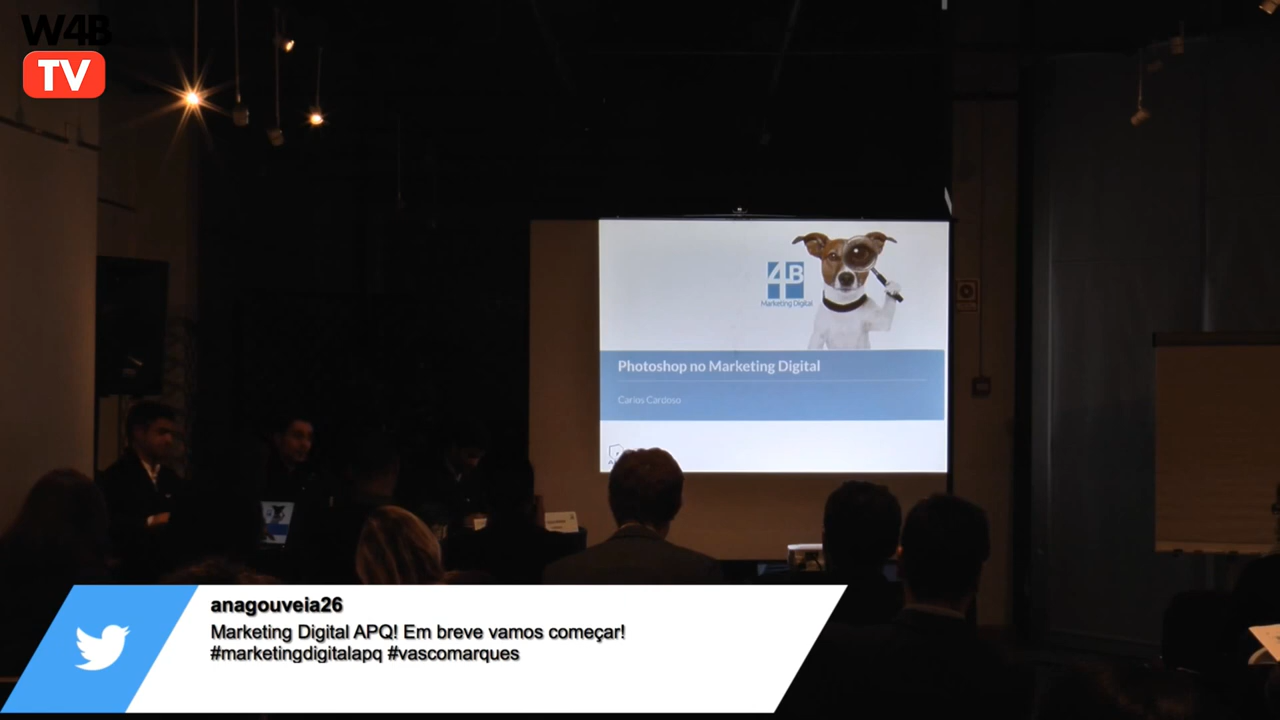 W4B
TV
4B
Marketing Digital
Photoshop no Marketing Digital
Carlos Cardoso
anagouveia26
Marketing Digital APQ! Em breve vamos começar!
#marketingdigitalapq #vascomarques